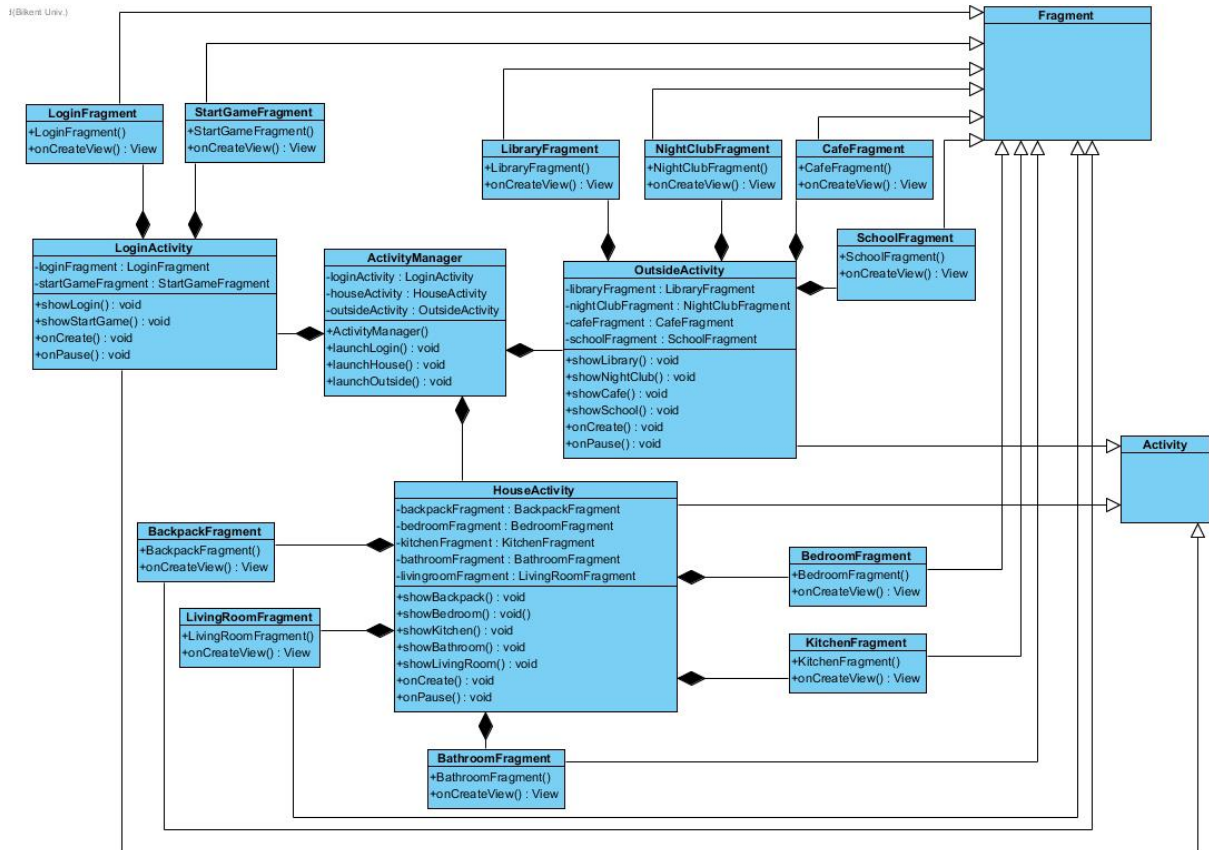 Fragment
LoginFragment
+LoginFragment()
+onCreateView() : View
StartGameFragment
+StartGameFragment()
+onCreateView() : View
LibraryFragment
+LibraryFragment()
+onCreateView() : View
NightClubFragment
+NightClubFragment()
+onCreateView() : View
CafeFragment
+CafeFragment()
+onCreateView() : View
SchoolFragment
+SchoolFragment()
+onCreateView() : View
LoginActivity
-loginFragment : LoginFragment
-startGameFragment : StartGameFragment
+showLogin() : void
+showStartGame() : void
+onCreate() : void
+onPause() : void
ActivityManager
-loginActivity : LoginActivity
-houseActivity : HouseActivity
-outsideActivity : OutsideActivity
+ActivityManager()
+launchLogin() : void
+launchHouse() : void
+launchOutside() : void
OutsideActivity
-libraryFragment : LibraryFragment
-nightClubFragment : NightClubFragment
-cafeFragment : CafeFragment
-schoolFragment : SchoolFragment
+showLibrary() : void
+showNightClub() : void
+showCafe() : void
+showSchool() : void
+onCreate() : void
+onPause() : void
Activity
HouseActivity
-backpackFragment : BackpackFragment
-bedroomFragment : BedroomFragment
-kitchenFragment : KitchenFragment
-bathroomFragment : BathroomFragment
-livingroomFragment : LivingRoomFragment
+showBackpack() : void
+showBedroom() : void()
+showKitchen() : void
+showBathroom() : void
+showLivingRoom() : void
+onCreate() : void
+onPause() : void
BackpackFragment
+BackpackFragment()
+onCreateView() : View
LivingRoomFragment
+LivingRoomFragment()
+onCreateView() : View
BedroomFragment
+BedroomFragment()
+onCreateView() : View
KitchenFragment
+KitchenFragment()
+onCreateView() : View
BathroomFragment
+BathroomFragment()
+onCreateView() : View